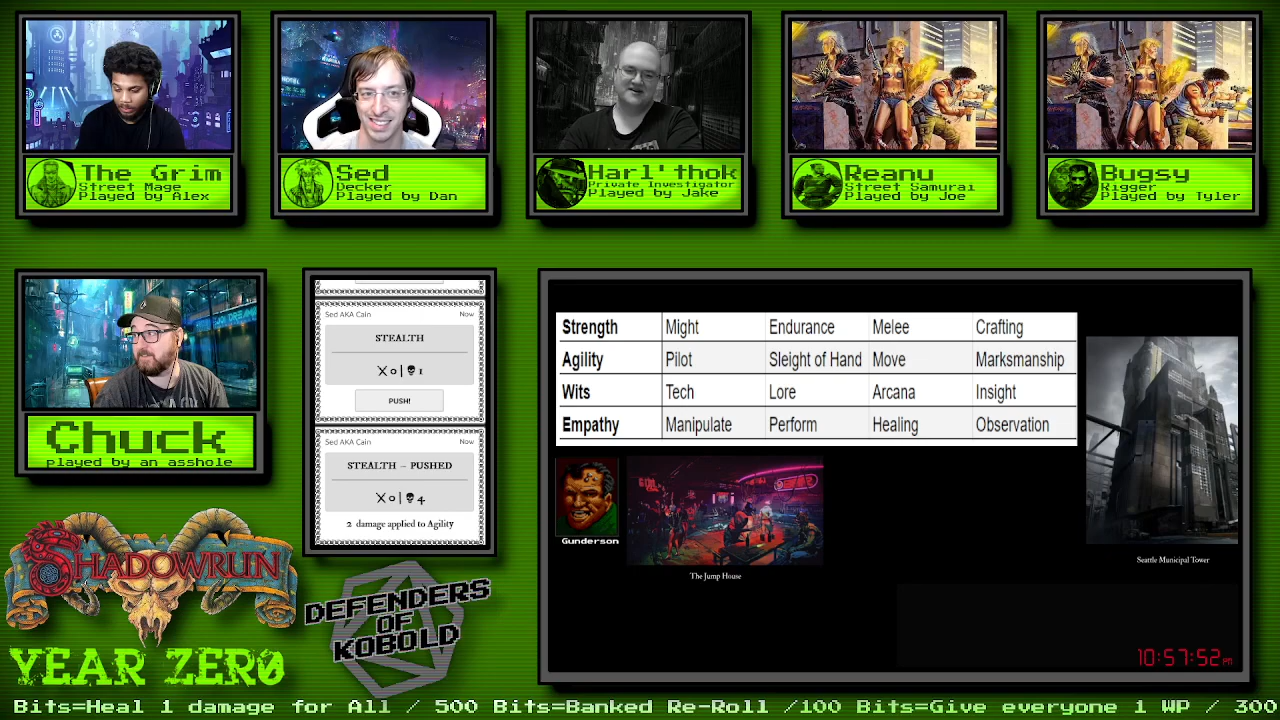 The Grim
Street Mage
Played by Alex
Sed
Decker
Played by Dan
Harl'thok
Private Investigator
Played by Jake
Reanu
Street Samurai
Played by Joe
Bugsy
Rigger
Played by Tyler
Chuck
played by an asshole
Sed AKA Cain Now
STEALTH
0 | 1
PUSH!
Sed AKA Cain Now
STEALTH – PUSHED
0 | 4
2 damage applied to Agility
Strength Might Endurance Melee Crafting
Agility Pilot Sleight of Hand Move Marksmanship
Wits Tech Lore Arcana Insight
Empathy Manipulate Perform Healing Observation
Gunderson
The Jump House
Seattle Municipal Tower
10:57:52 PM
SHADOWRUN
YEAR ZERO
DEFENDERS
OF
KOBOLD
Bits=Heal 1 damage for All / 500 Bits=Banked Re-Roll /100 Bits=Give everyone 1 WP / 300